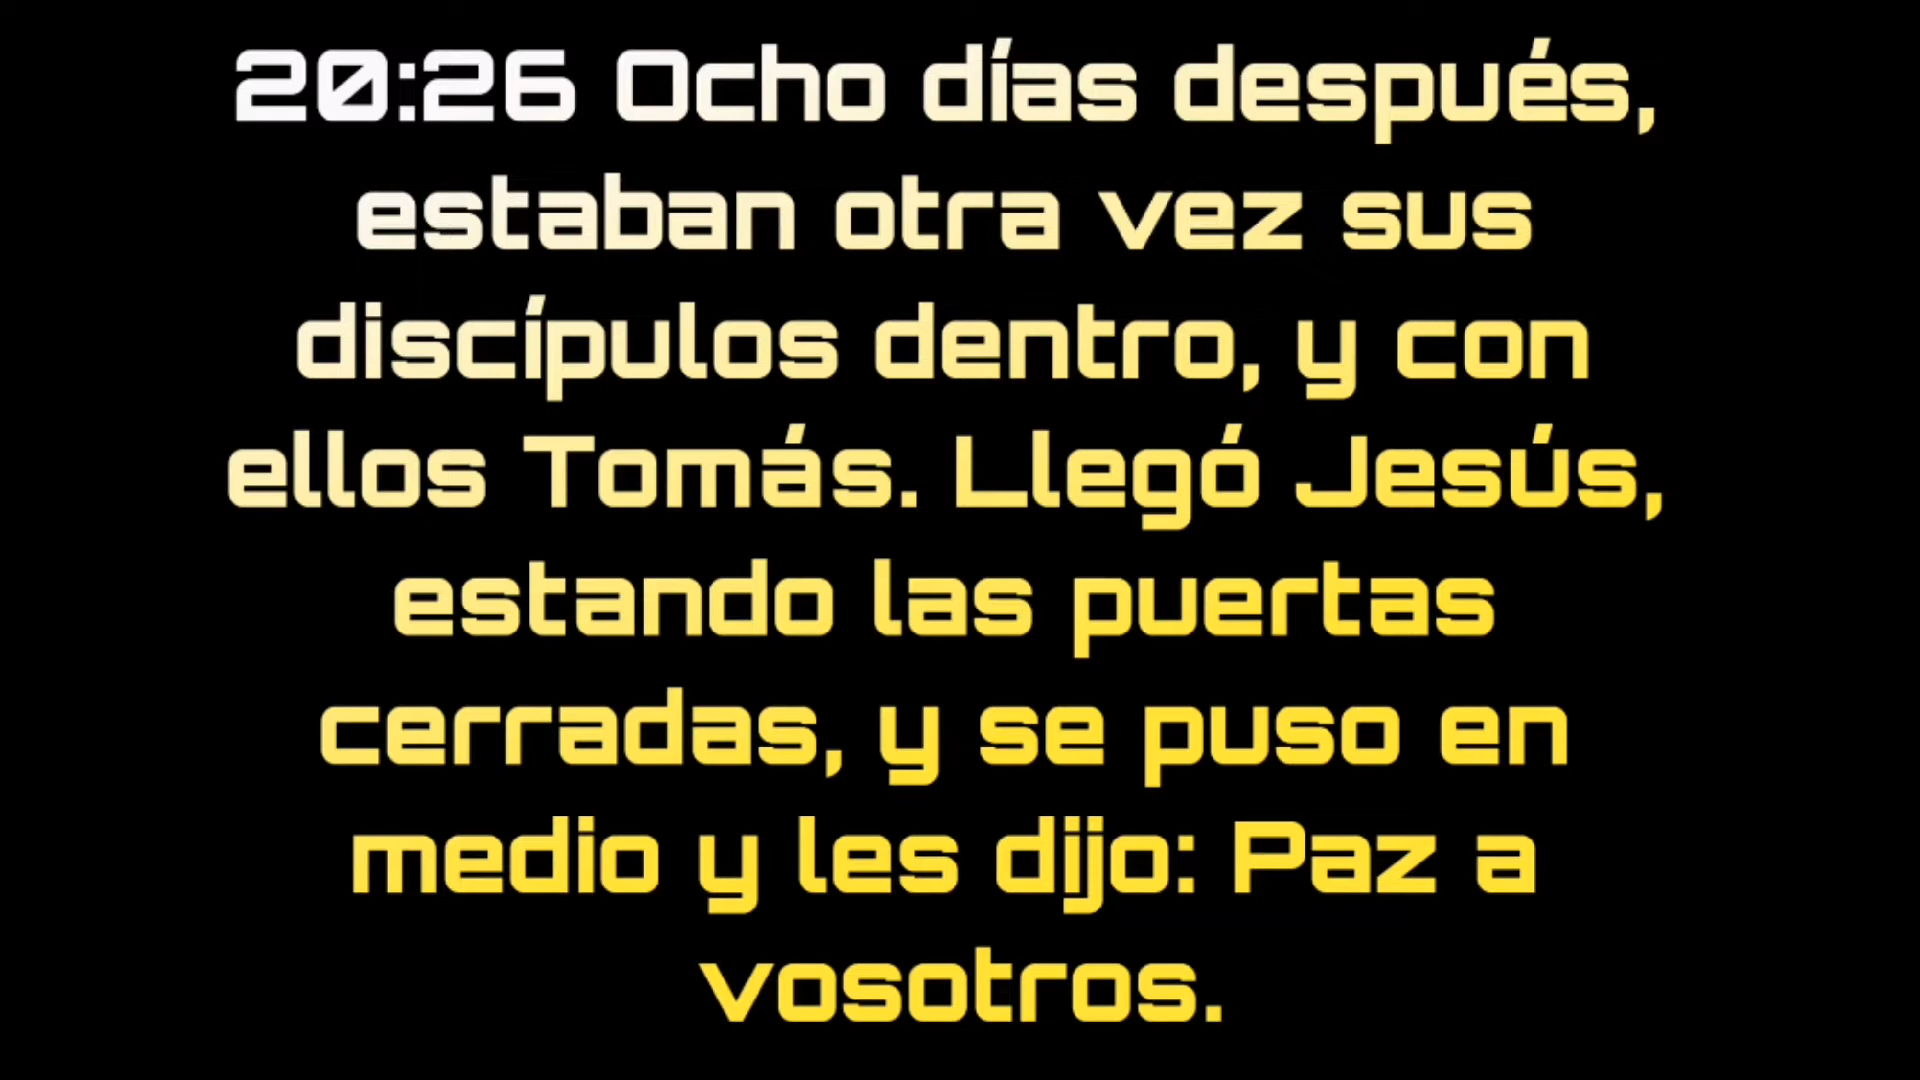 20:26 Ocho días después,
estaban otra vez sus
discípulos dentro, y con
ellos Tomás. Llegó Jesús,
estando las puertas
cerradas, y se puso en
medio y les dijo: Paz a
vosotros.